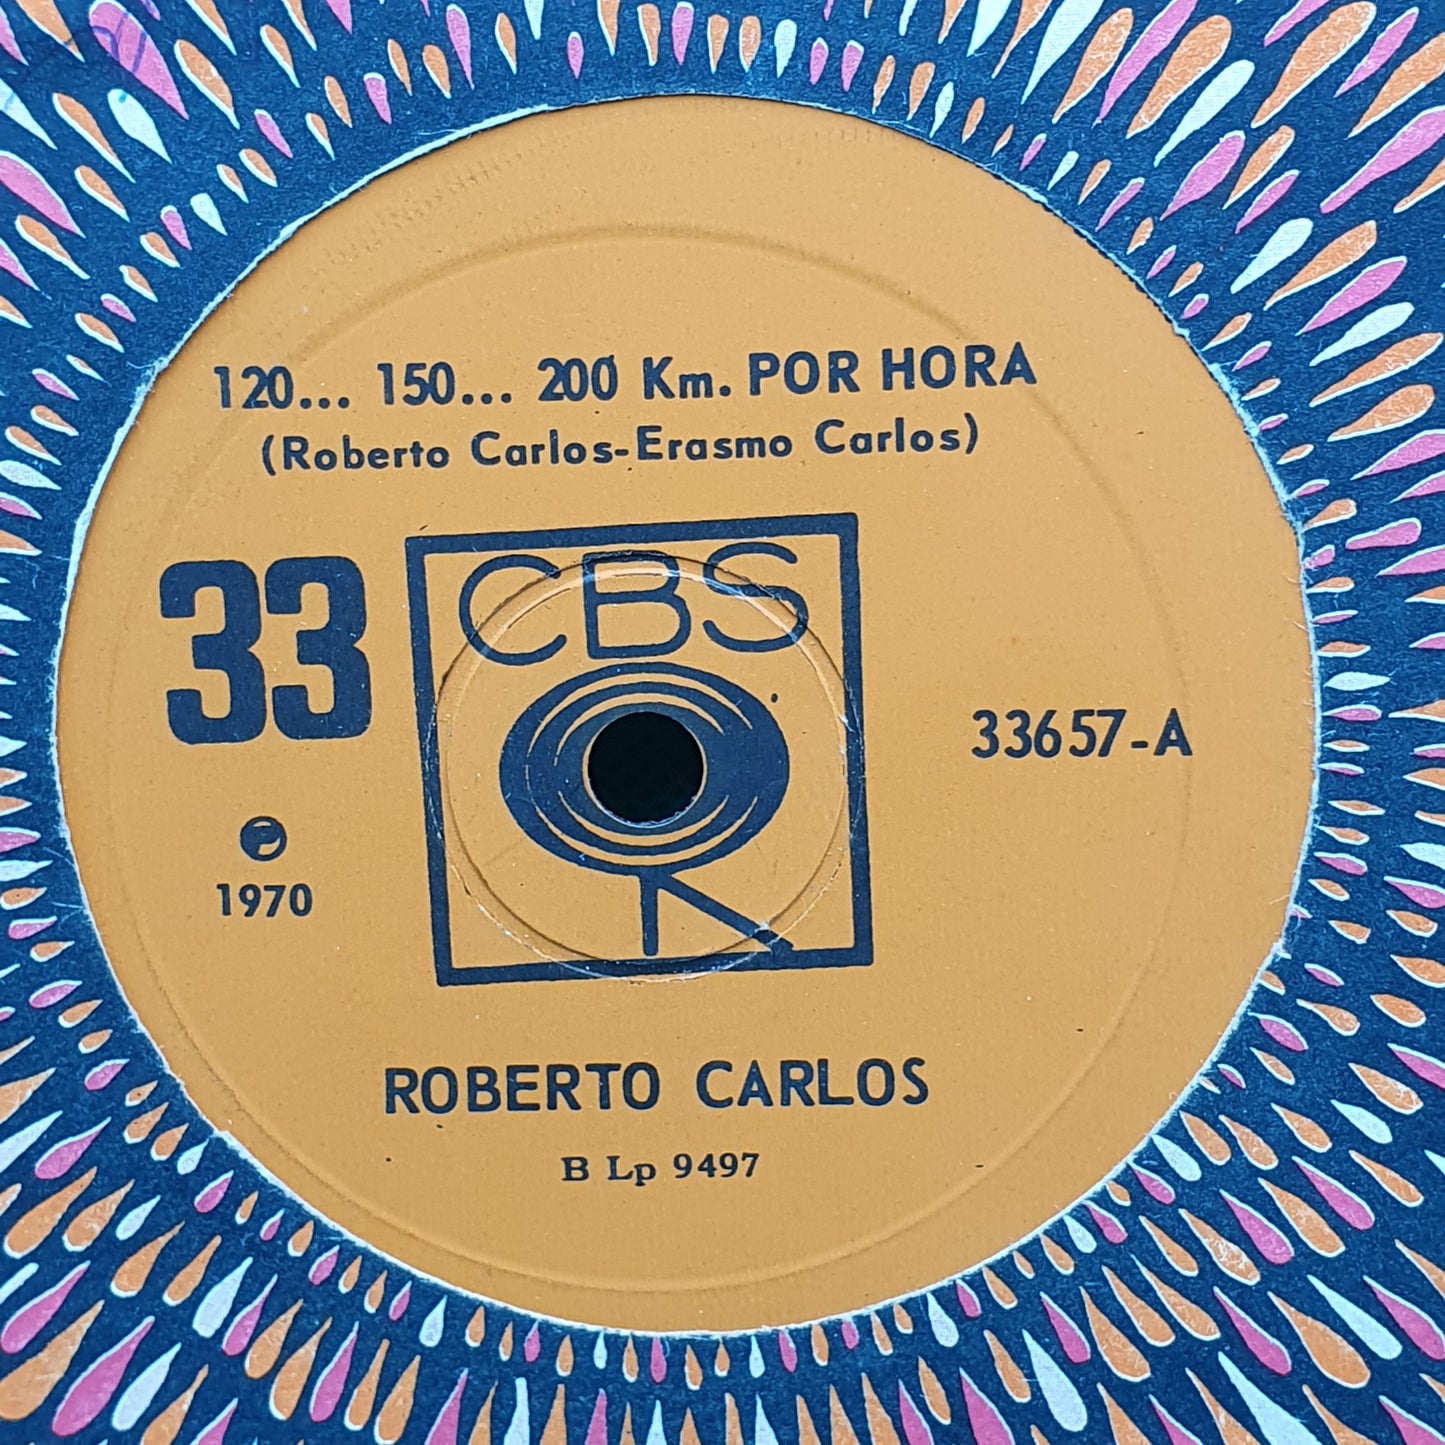 120... 150... 200 Km. POR HORA
(Roberto Carlos-Erasmo Carlos)
CBS
33
33657-A
℗
1970
ROBERTO CARLOS
B Lp 9497